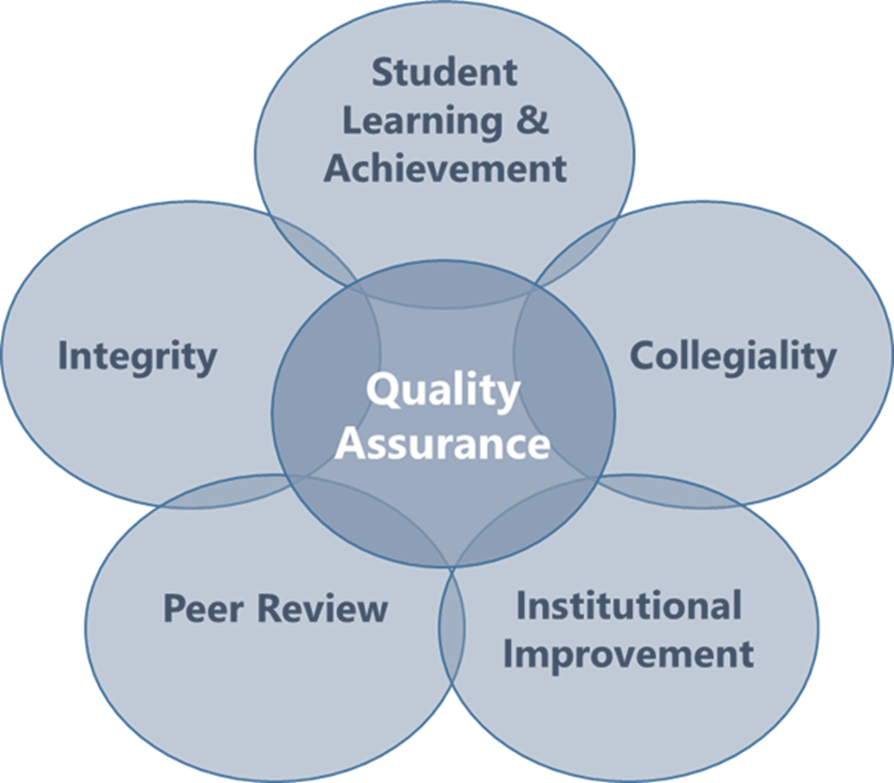 Student
Learning &
Achievement
Integrity
Collegiality
Quality
Assurance
Peer Review
Institutional
Improvement